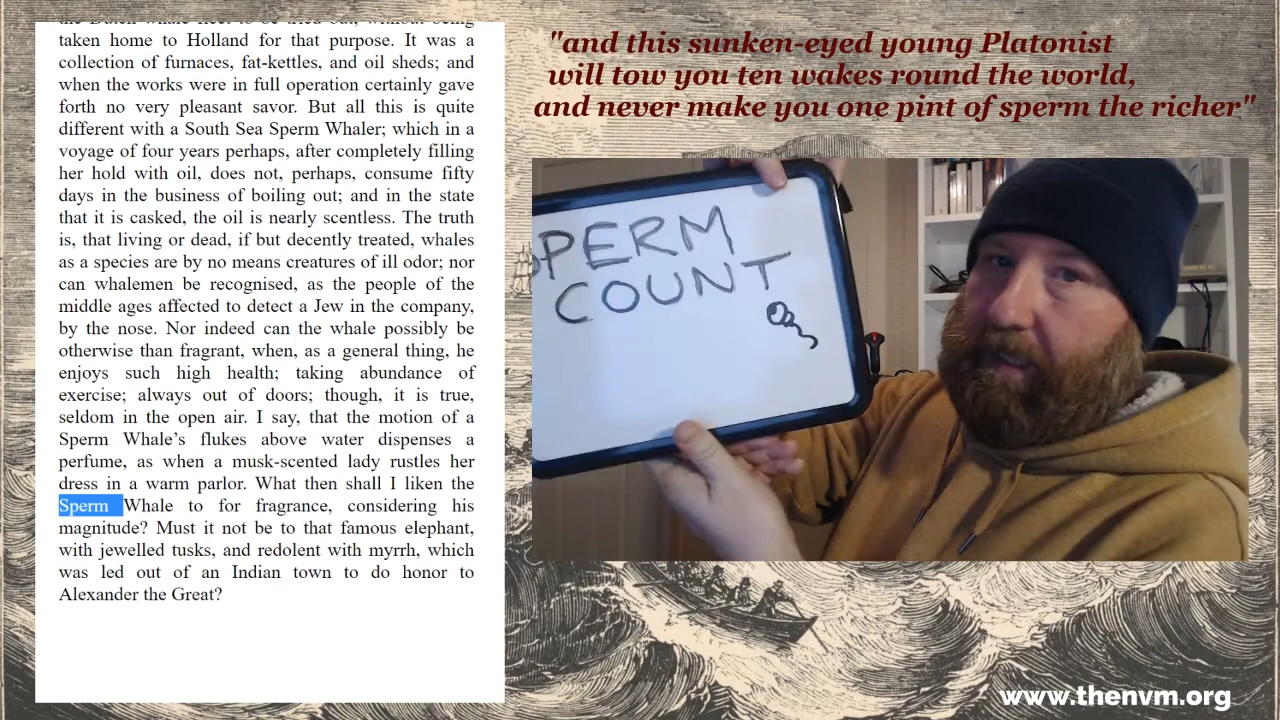 the Dutch whale fleet to be tried out, without being
taken home to Holland for that purpose. It was a
collection of furnaces, fat-kettles, and oil sheds; and
when the works were in full operation certainly gave
forth no very pleasant savor. But all this is quite
different with a South Sea Sperm Whaler; which in a
voyage of four years perhaps, after completely filling
her hold with oil, does not, perhaps, consume fifty
days in the business of boiling out; and in the state
that it is casked, the oil is nearly scentless. The truth
is, that living or dead, if but decently treated, whales
as a species are by no means creatures of ill odor; nor
can whalemen be recognised, as the people of the
middle ages affected to detect a Jew in the company,
by the nose. Nor indeed can the whale possibly be
otherwise than fragrant, when, as a general thing, he
enjoys such high health; taking abundance of
exercise; always out of doors; though, it is true,
seldom in the open air. I say, that the motion of a
Sperm Whale’s flukes above water dispenses a
perfume, as when a musk-scented lady rustles her
dress in a warm parlor. What then shall I liken the
Sperm Whale to for fragrance, considering his
magnitude? Must it not be to that famous elephant,
with jewelled tusks, and redolent with myrrh, which
was led out of an Indian town to do honor to
Alexander the Great?
"and this sunken-eyed young Platonist
will tow you ten wakes round the world,
and never make you one pint of sperm the richer"
SPERM
COUNT
www.thenvm.org